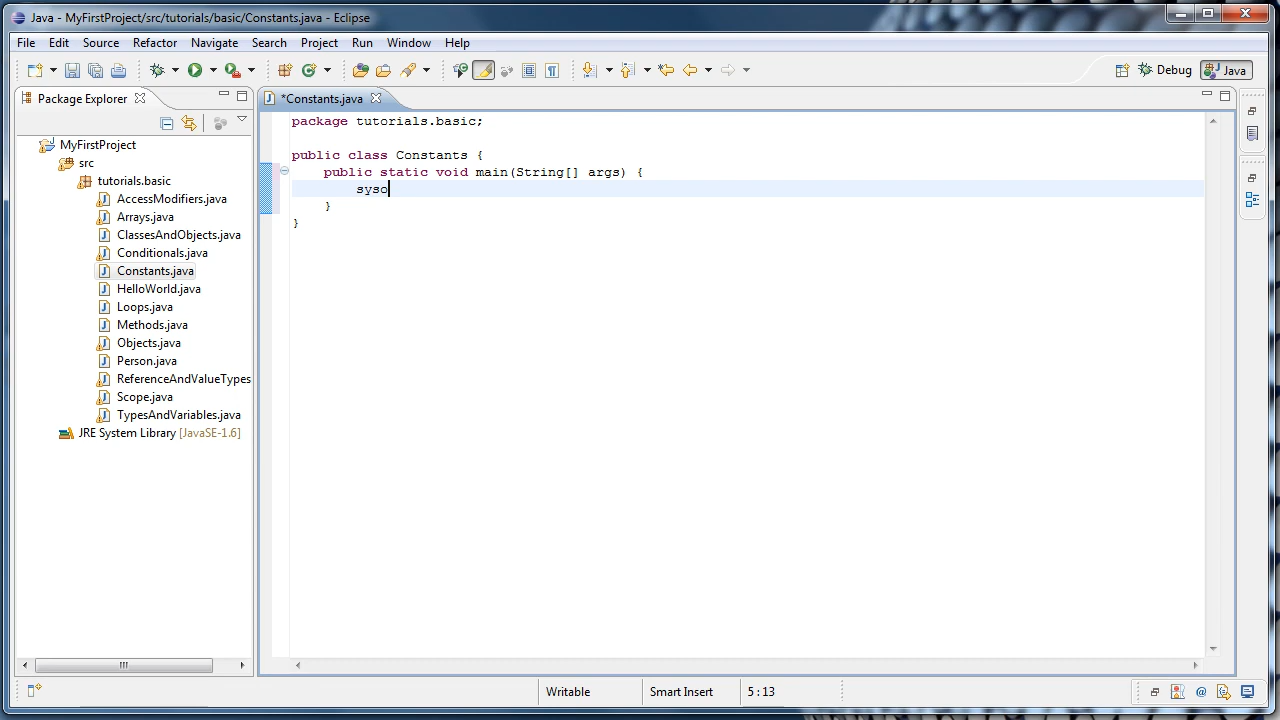 Java - MyFirstProject/src/tutorials/basic/Constants.java - Eclipse
File Edit Source Refactor Navigate Search Project Run Window Help
Debug Java
Package Explorer
*Constants.java
MyFirstProject
src
tutorials.basic
AccessModifiers.java
Arrays.java
ClassesAndObjects.java
Conditionals.java
Constants.java
HelloWorld.java
Loops.java
Methods.java
Objects.java
Person.java
ReferenceAndValueTypes
Scope.java
TypesAndVariables.java
JRE System Library [JavaSE-1.6]
package tutorials.basic;
public class Constants {
public static void main(String[] args) {
syso
}
}
Writable Smart Insert 5 : 13